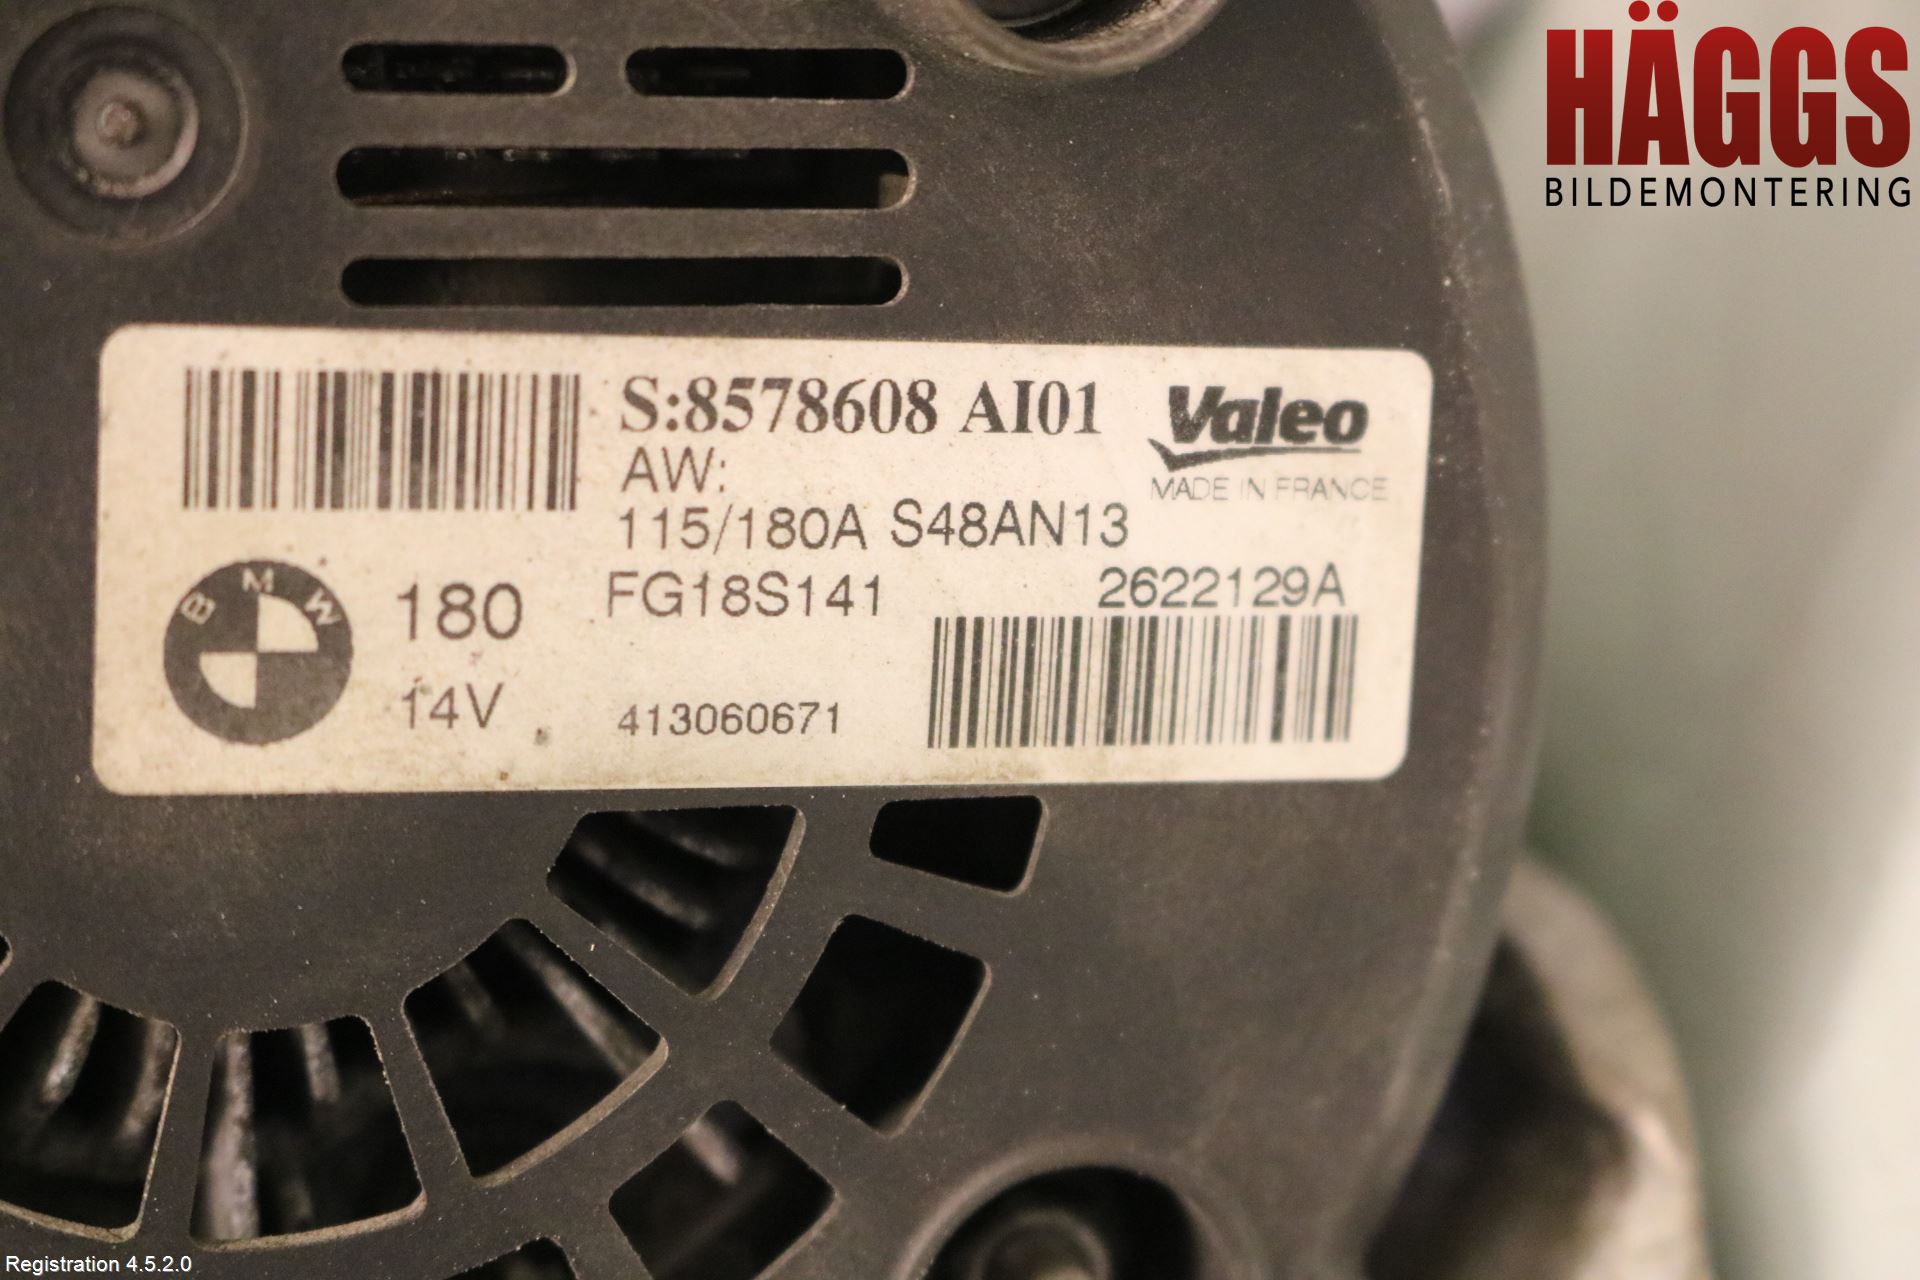 HÄGGS
BILDEMONTERING
S:8578608 AI01
Valeo
MADE IN FRANCE
AW:
115/180A S48AN13
BMW
180
FG18S141
2622129A
14V
413060671
Registration 4.5.2.0